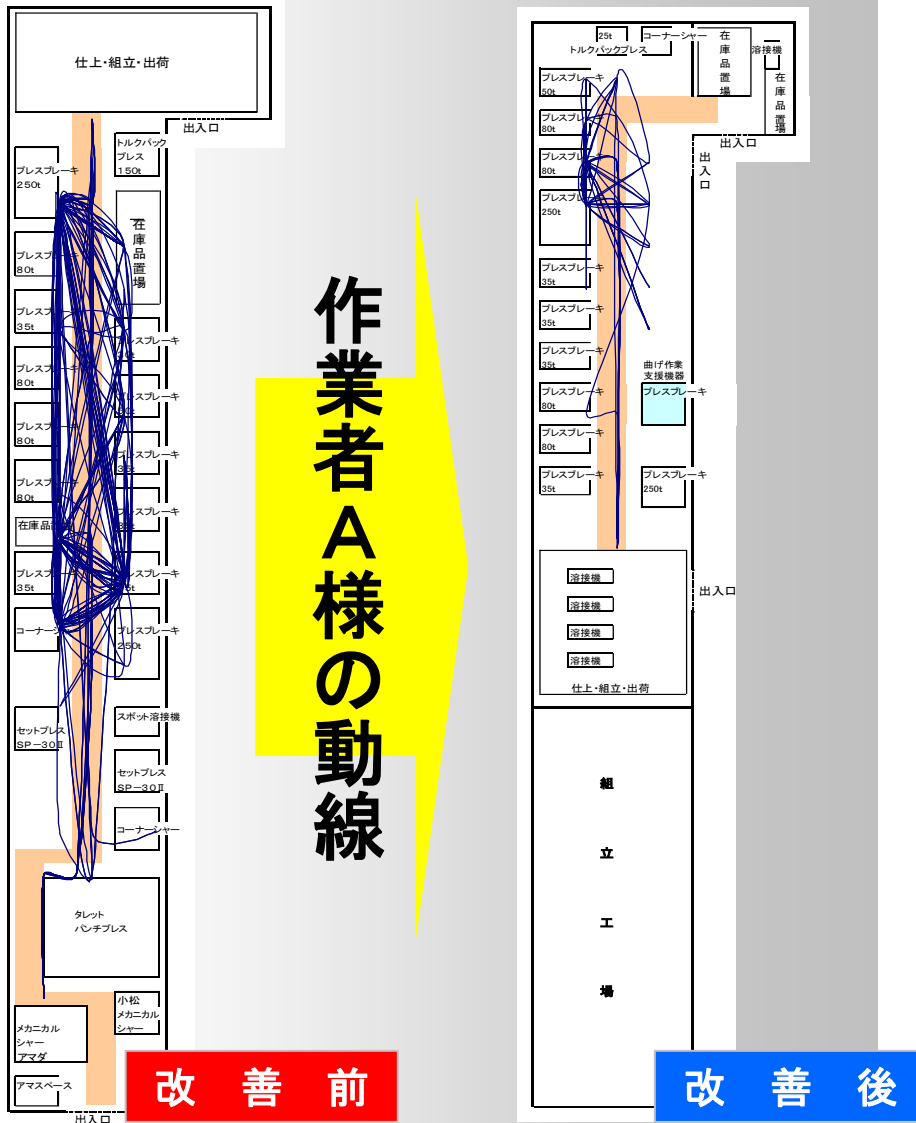 仕上・組立・出荷
出入口
トルクパック
プレス
150t
プレスブレーキ
250t
在庫品置場
プレスブレーキ
80t
プレスブレーキ
35t
プレスブレーキ
プレスブレーキ
80t
プレスブレーキ
プレスブレーキ
80t
プレスブレーキ
35t
プレスブレーキ
80t
プレスブレーキ
在庫品
プレスブレーキ
35t
プレスブレーキ
コーナーシ
プレスブレーキ
250t
セットプレス
SP-30Ⅱ
スポット溶接機
セットプレス
SP-30Ⅱ
コーナーシャー
タレット
パンチプレス
小松
メカニカル
シャー
メカニカル
シャー
アマダ
アマスペース
出入口
改善前
作業者A様の動線
25t
トルクパックプレス
コーナーシャー
在庫品置場
溶接機
在庫品置場
出入口
出入口
プレスブレーキ
50t
プレスブレーキ
80t
プレスブレーキ
80t
プレスブレーキ
250t
プレスブレーキ
35t
プレスブレーキ
35t
プレスブレーキ
35t
曲げ作業
支援機器
プレスブレーキ
プレスブレーキ
80t
プレスブレーキ
80t
プレスブレーキ
35t
プレスブレーキ
250t
溶接機
溶接機
溶接機
溶接機
仕上・組立・出荷
出入口
組立工場
改善後